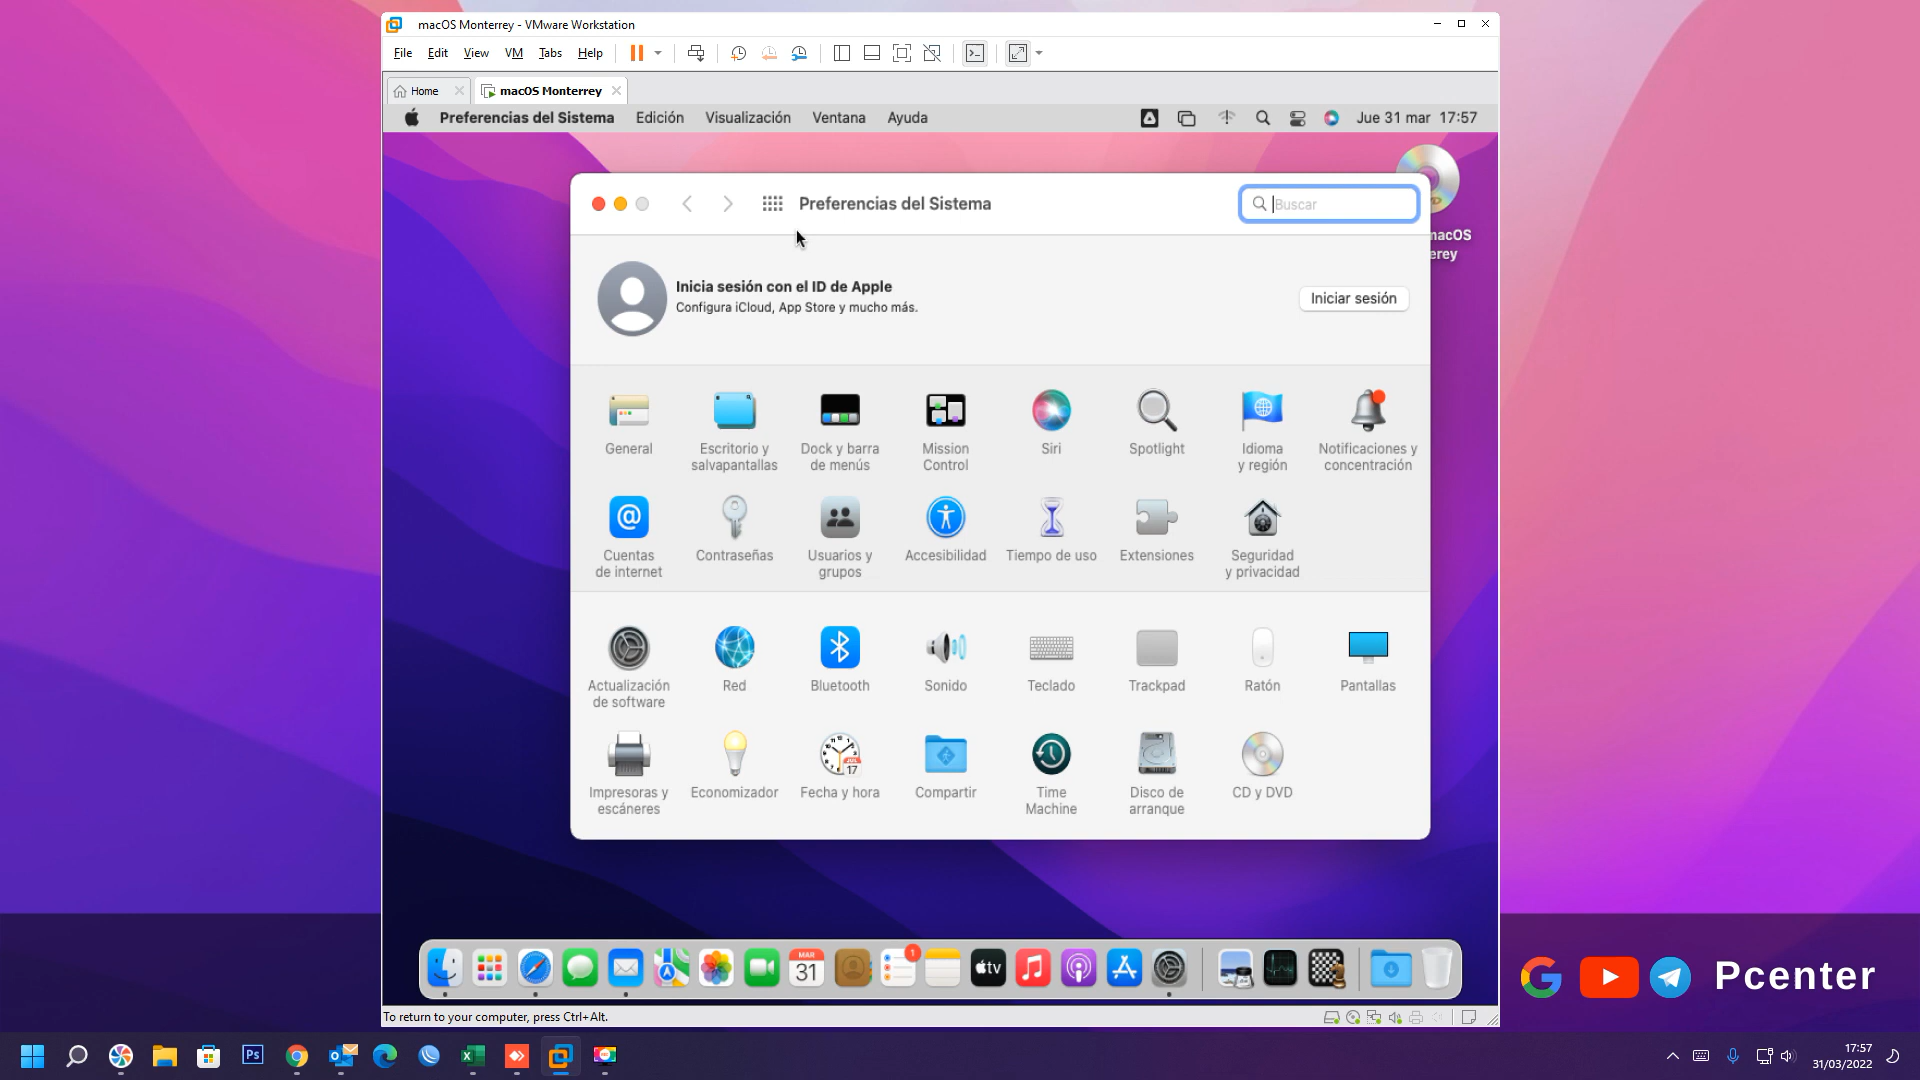 macOS Monterrey - VMware Workstation
File Edit View VM Tabs Help
Home macOS Monterrey
Preferencias del Sistema Edición Visualización Ventana Ayuda Jue 31 mar 17:57
Preferencias del Sistema
Buscar
macOS
erey
Inicia sesión con el ID de Apple
Configura iCloud, App Store y mucho más.
Iniciar sesión
General
Escritorio y
salvapantallas
Dock y barra
de menús
Mission
Control
Siri
Spotlight
Idioma
y región
Notificaciones y
concentración
Cuentas
de internet
Contraseñas
Usuarios y
grupos
Accesibilidad
Tiempo de uso
Extensiones
Seguridad
y privacidad
Actualización
de software
Red
Bluetooth
Sonido
Teclado
Trackpad
Ratón
Pantallas
Impresoras y
escáneres
Economizador
Fecha y hora
Compartir
Time
Machine
Disco de
arranque
CD y DVD
MAR
31
1
tv
Pcenter
To return to your computer, press Ctrl+Alt.
Ps
17:57
31/03/2022